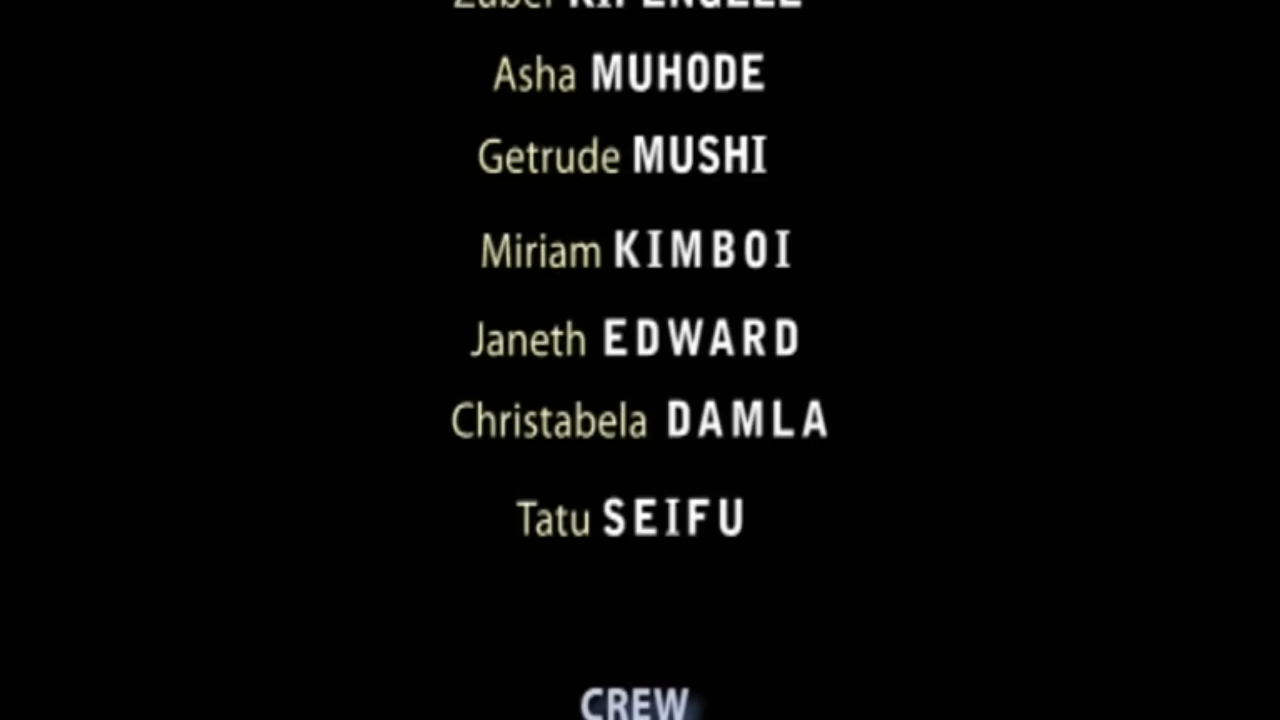 Asha MUHODE
Getrude MUSHI
Miriam KIMBOI
Janeth EDWARD
Christabela DAMLA
Tatu SEIFU
CREW